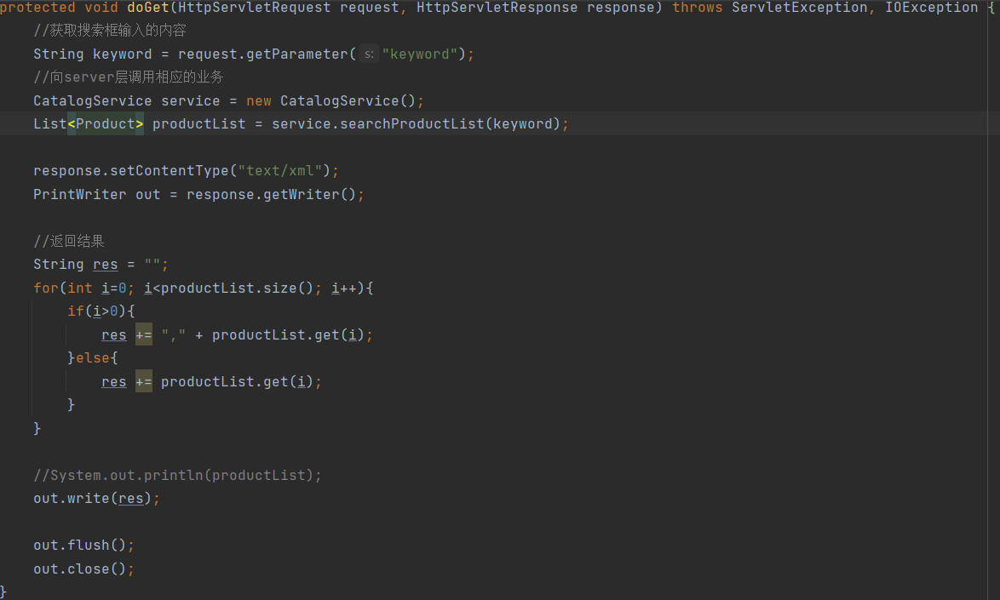 protected void doGet(HttpServletRequest request, HttpServletResponse response) throws ServletException, IOException {
//获取搜索框输入的内容
String keyword = request.getParameter( s: "keyword");
//向server层调用相应的业务
CatalogService service = new CatalogService();
List<Product> productList = service.searchProductList(keyword);
response.setContentType("text/xml");
PrintWriter out = response.getWriter();
//返回结果
String res = "";
for(int i=0; i<productList.size(); i++){
if(i>0){
res += "," + productList.get(i);
}else{
res += productList.get(i);
}
}
//System.out.println(productList);
out.write(res);
out.flush();
out.close();
}